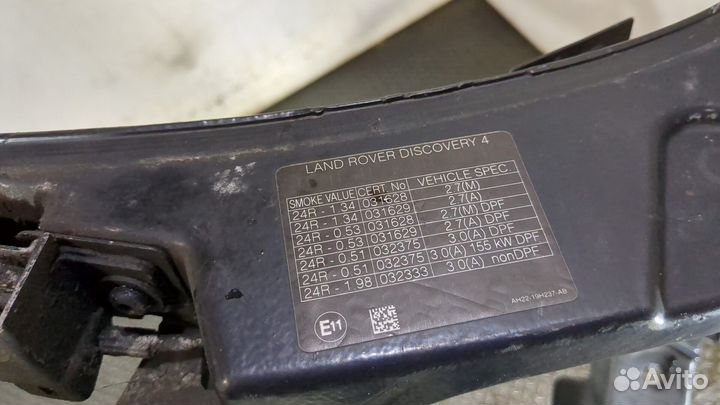 LAND ROVER DISCOVERY 4
SMOKE VALUE CERT. No VEHICLE SPEC
24R - 1.34 031628 2.7(M)
24R - 1.34 031629 2.7(A)
24R - 0.53 031628 2.7(M) DPF
24R - 0.53 031629 2.7(A) DPF
24R - 0.51 032375 3.0(A) DPF
24R - 0.51 032375 3.0(A) 155 kW DPF
24R - 1.98 032333 3.0(A) nonDPF
E11
AH22-19H237-AB
Avito